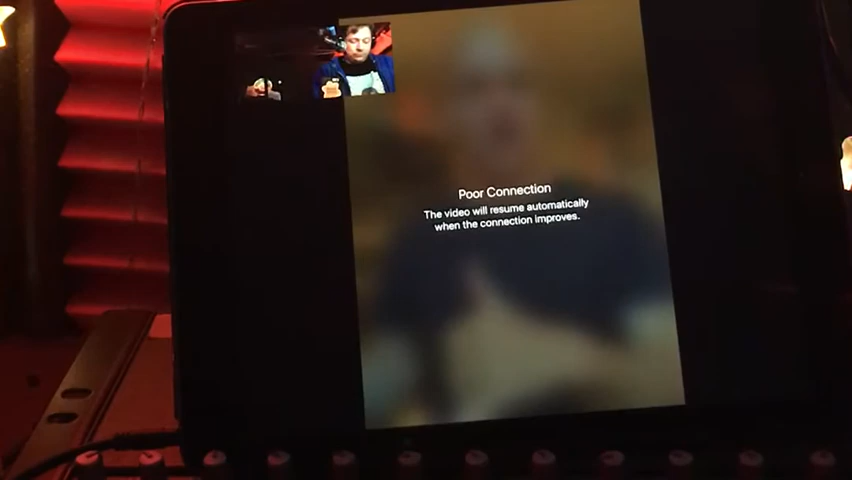 Poor Connection
The video will resume automatically
when the connection improves.